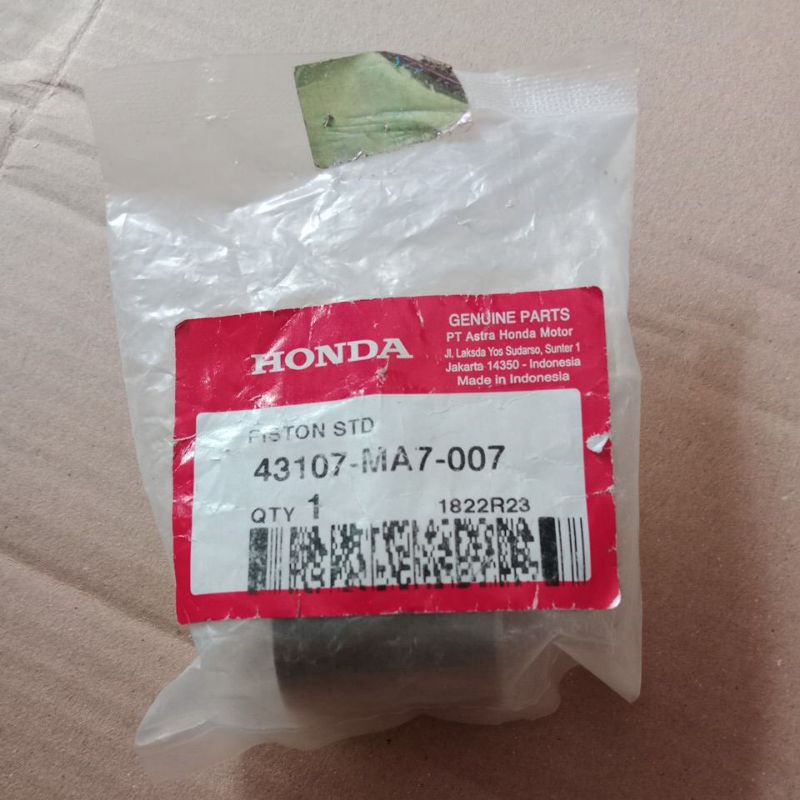 HONDA
GENUINE PARTS
PT Astra Honda Motor
Jl. Laksda Yos Sudarso, Sunter 1
Jakarta 14350 - Indonesia
Made in Indonesia
PISTON STD
43107-MA7-007
QTY 1
1822R23